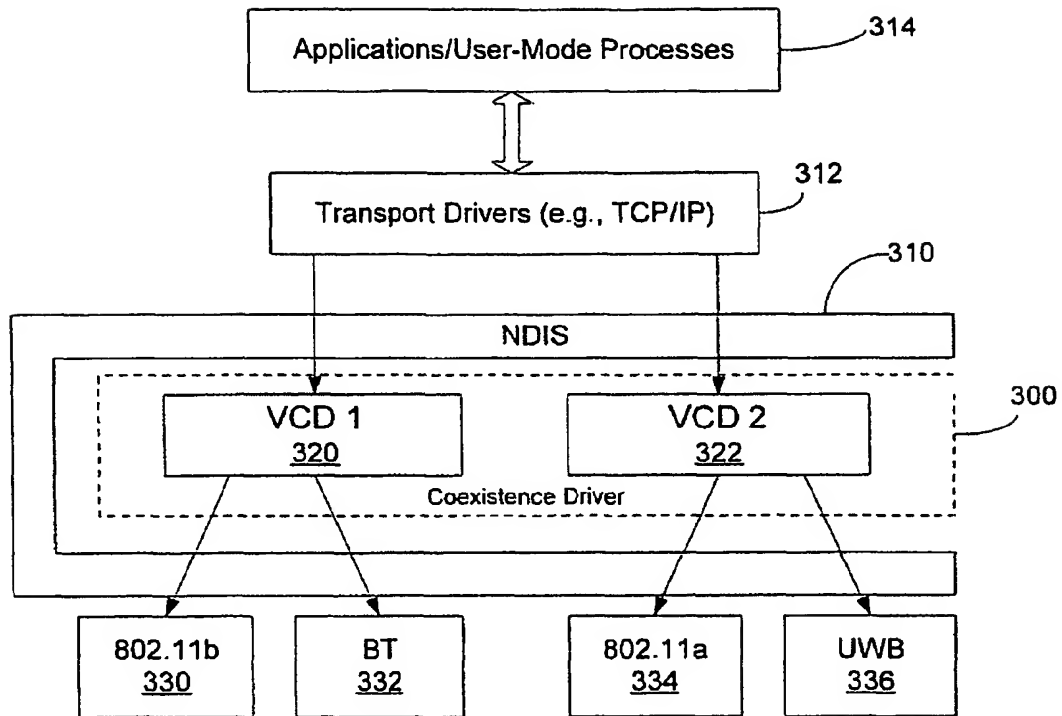 Applications/User-Mode Processes
314
Transport Drivers (e.g., TCP/IP)
312
310
NDIS
300
VCD 1
320
VCD 2
322
Coexistence Driver
802.11b
330
BT
332
802.11a
334
UWB
336